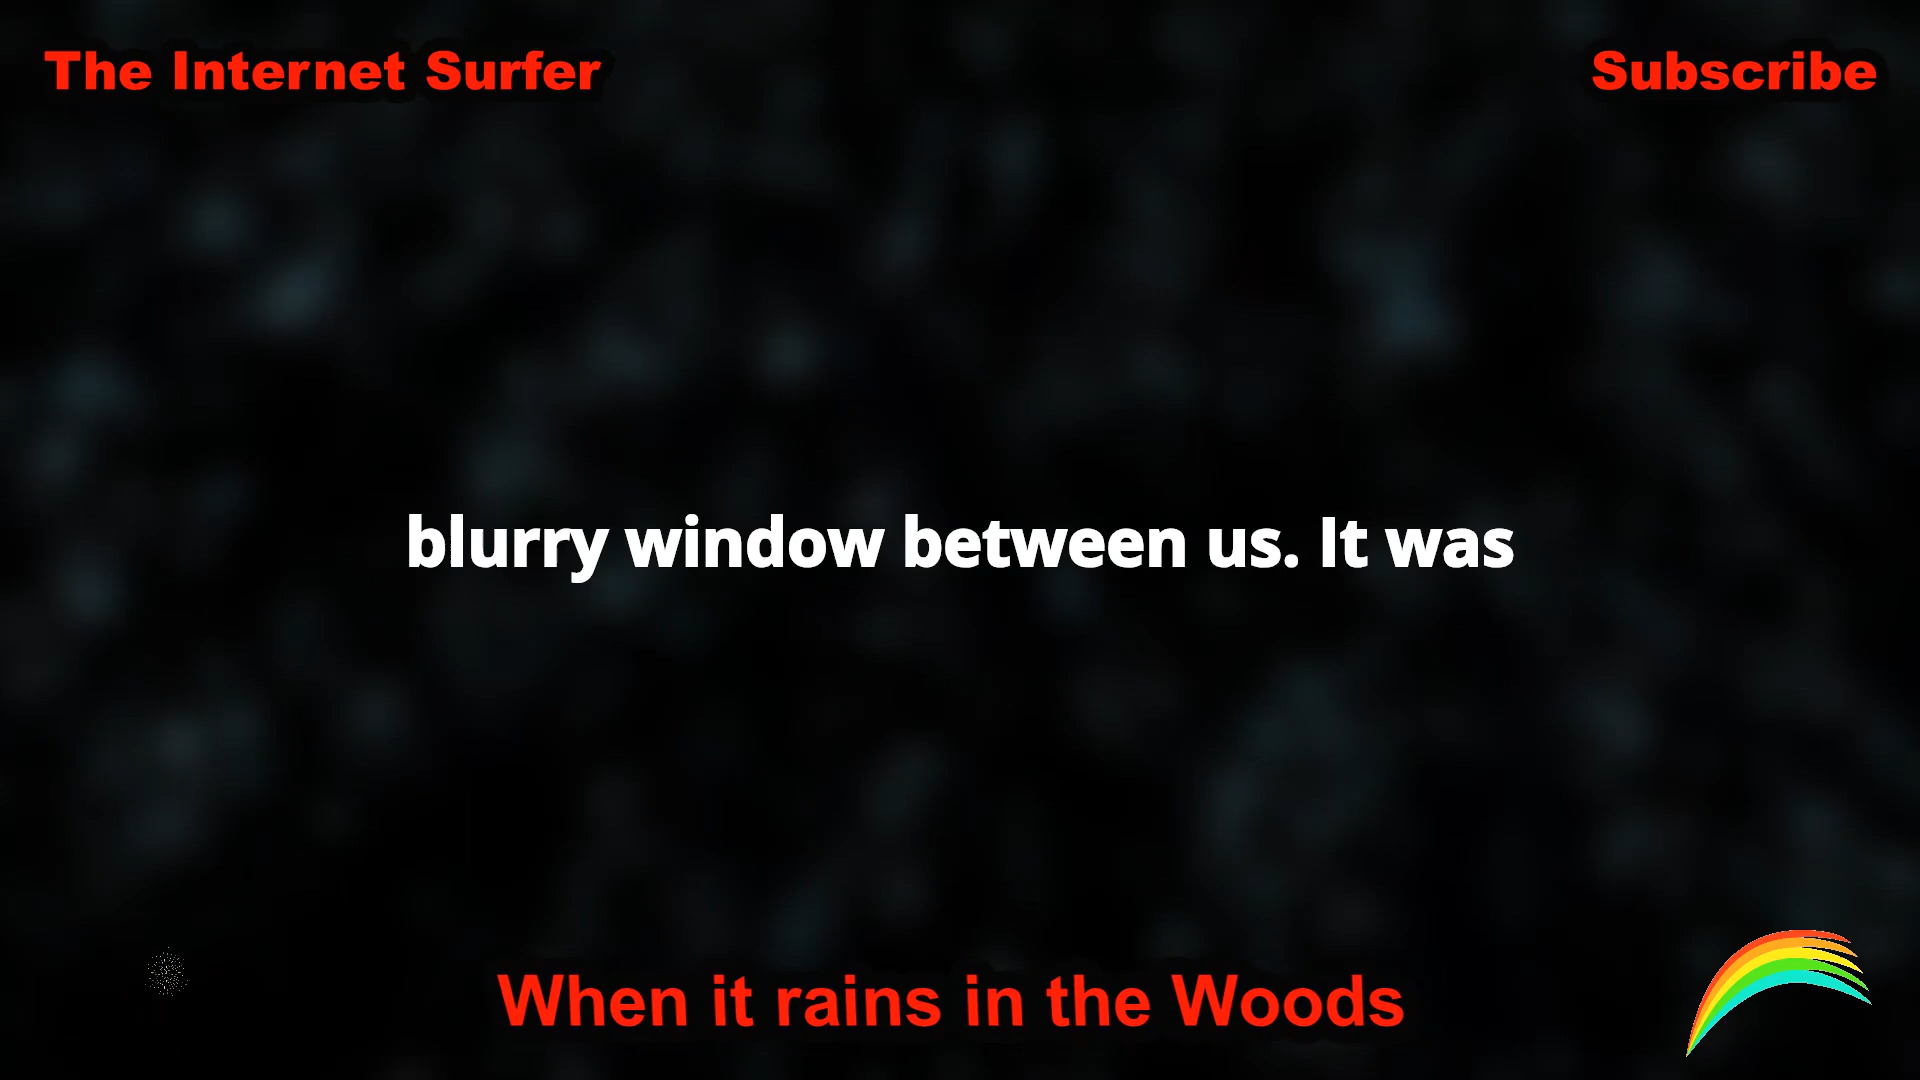 The Internet Surfer
Subscribe
blurry window between us. It was
When it rains in the Woods